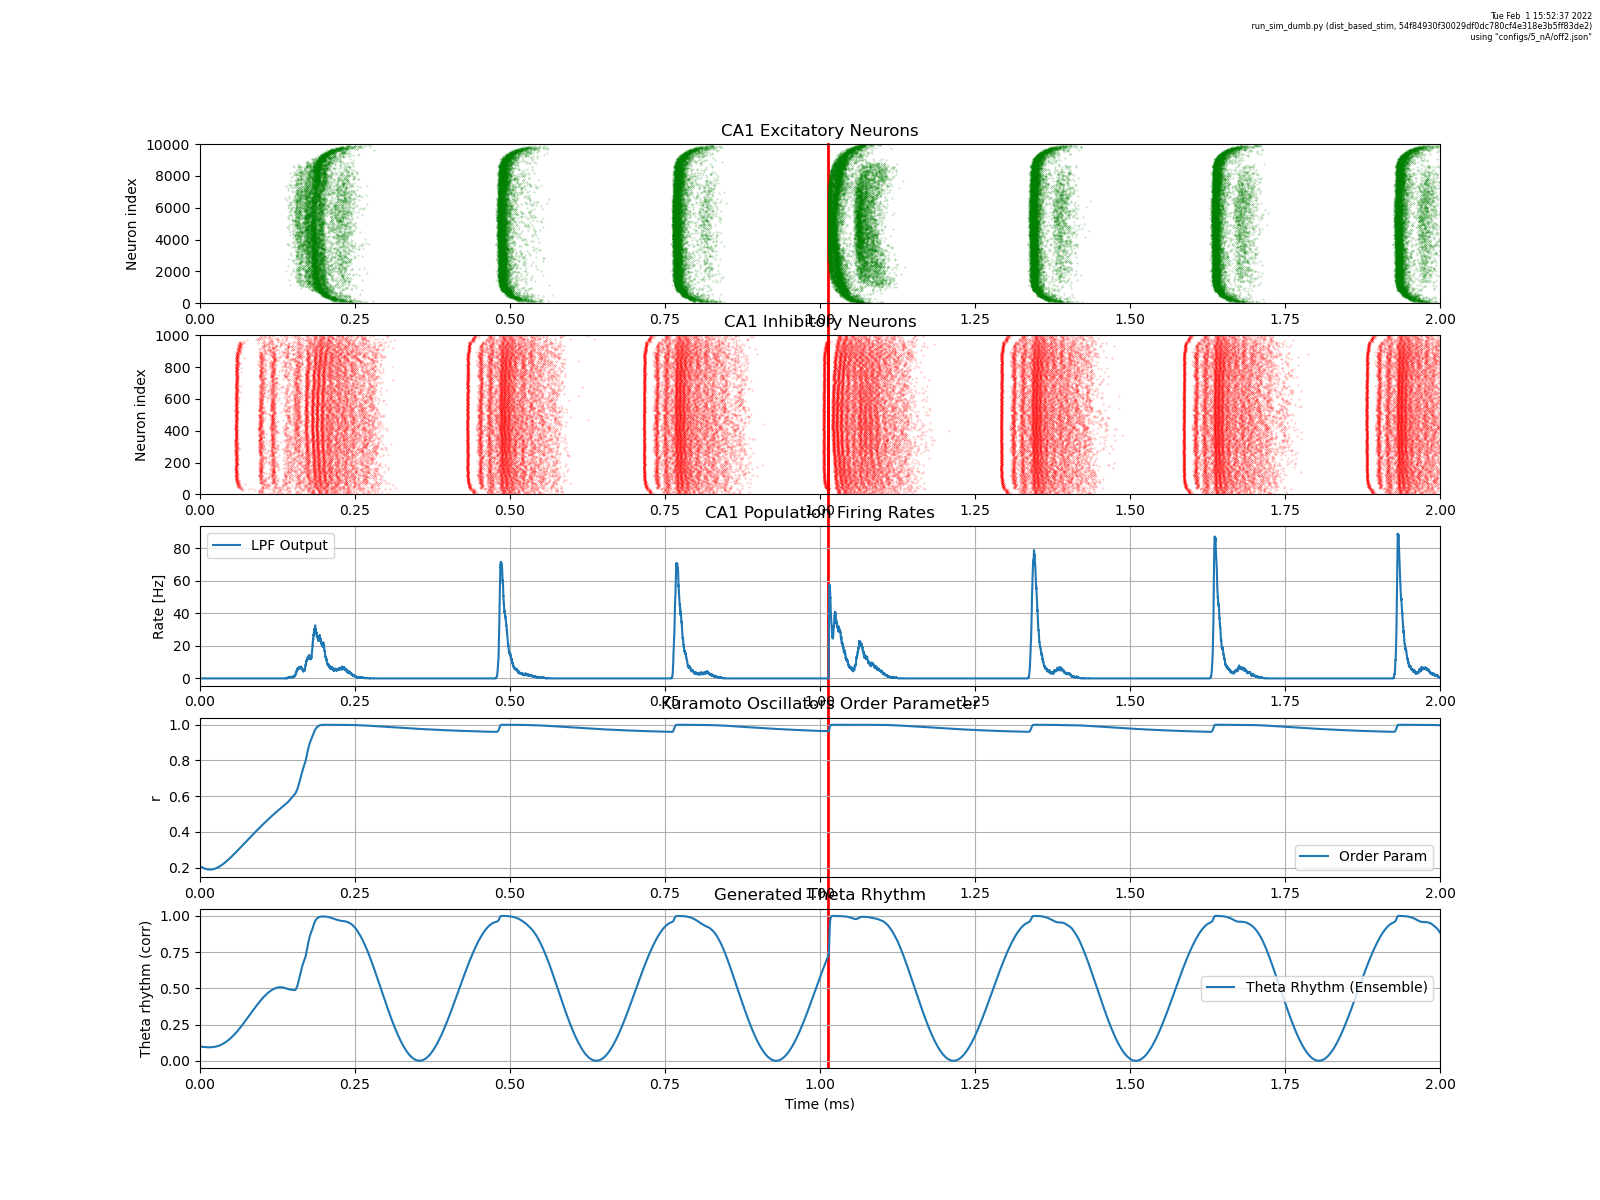 Tue Feb  1 15:52:37 2022
run_sim_dumb.py (dist_based_stim, 54f84930f30029df0dc780cf4e318e3b5ff83de2)
using "configs/5_nA/off2.json"
CA1 Excitatory Neurons
Neuron index
10000
8000
6000
4000
2000
0
0.00 0.25 0.50 0.75 1.00 1.25 1.50 1.75 2.00
CA1 Inhibitory Neurons
Neuron index
1000
800
600
400
200
0
0.00 0.25 0.50 0.75 1.00 1.25 1.50 1.75 2.00
CA1 Population Firing Rates
LPF Output
Rate [Hz]
80
60
40
20
0
0.00 0.25 0.50 0.75 1.00 1.25 1.50 1.75 2.00
Kuramoto Oscillators Order Parameter
r
1.0
0.8
0.6
0.4
0.2
Order Param
0.00 0.25 0.50 0.75 1.00 1.25 1.50 1.75 2.00
Generated Theta Rhythm
Theta rhythm (corr)
1.00
0.75
0.50
0.25
0.00
Theta Rhythm (Ensemble)
0.00 0.25 0.50 0.75 1.00 1.25 1.50 1.75 2.00
Time (ms)